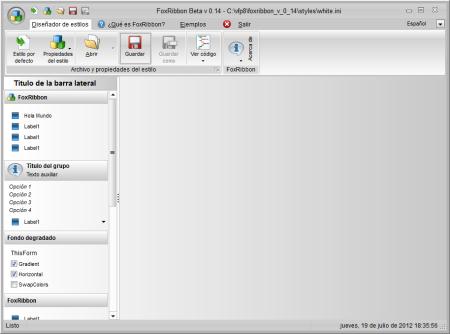 FoxRibbon Beta v 0.14 - C:\vfp8\foxribbon_v_0_14\styles\white.ini
Diseñador de estilos ¿Qué es FoxRibbon? Ejemplos Salir Español
Estilo por defecto
Propiedades del estilo
Abrir
Guardar
Guardar como
Ver código
Acerca de
Archivo y propiedades del estilo
FoxRibbon
Título de la barra lateral
FoxRibbon
Hola Mundo
Label1
Label1
Label1
Título del grupo
Texto auxiliar
Opción 1
Opción 2
Opción 3
Opción 4
Label1
Fondo degradado
ThisForm
Gradient
Horizontal
SwapColors
FoxRibbon
Label1
Listo
jueves, 19 de julio de 2012 18:35:56